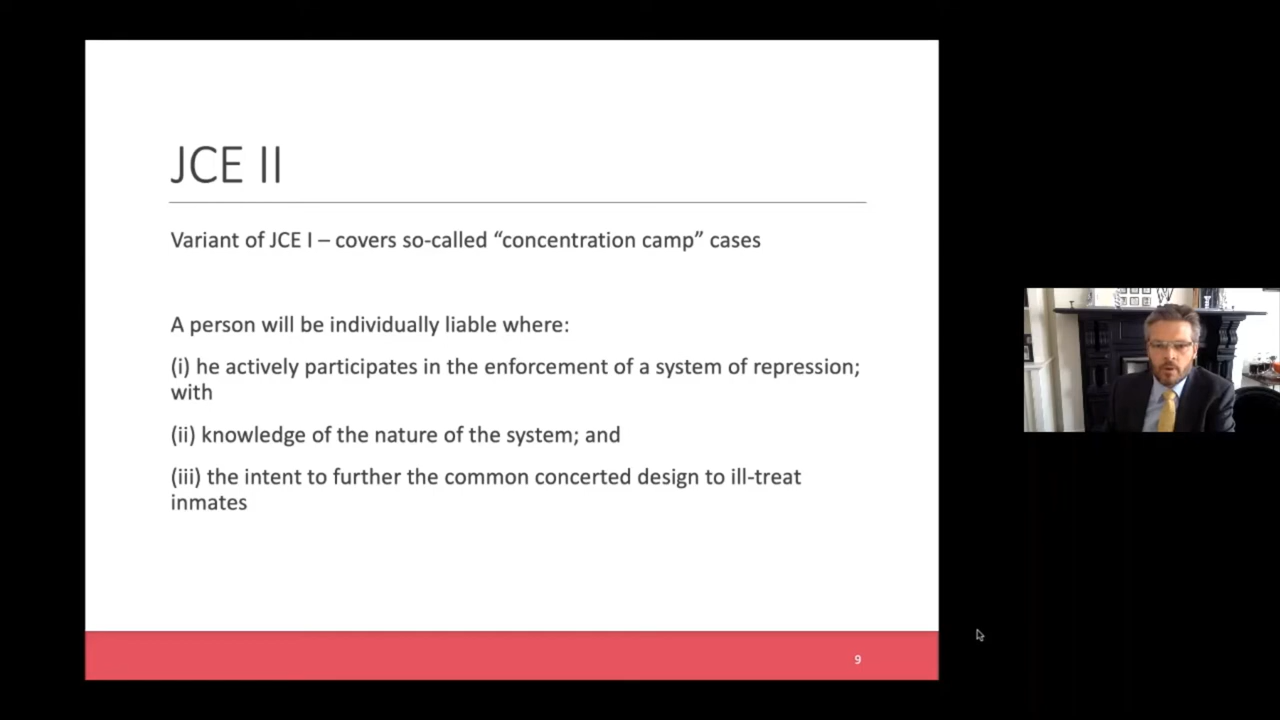 JCE II
Variant of JCE I – covers so-called “concentration camp” cases
A person will be individually liable where:
(i) he actively participates in the enforcement of a system of repression;
with
(ii) knowledge of the nature of the system; and
(iii) the intent to further the common concerted design to ill-treat
inmates
9